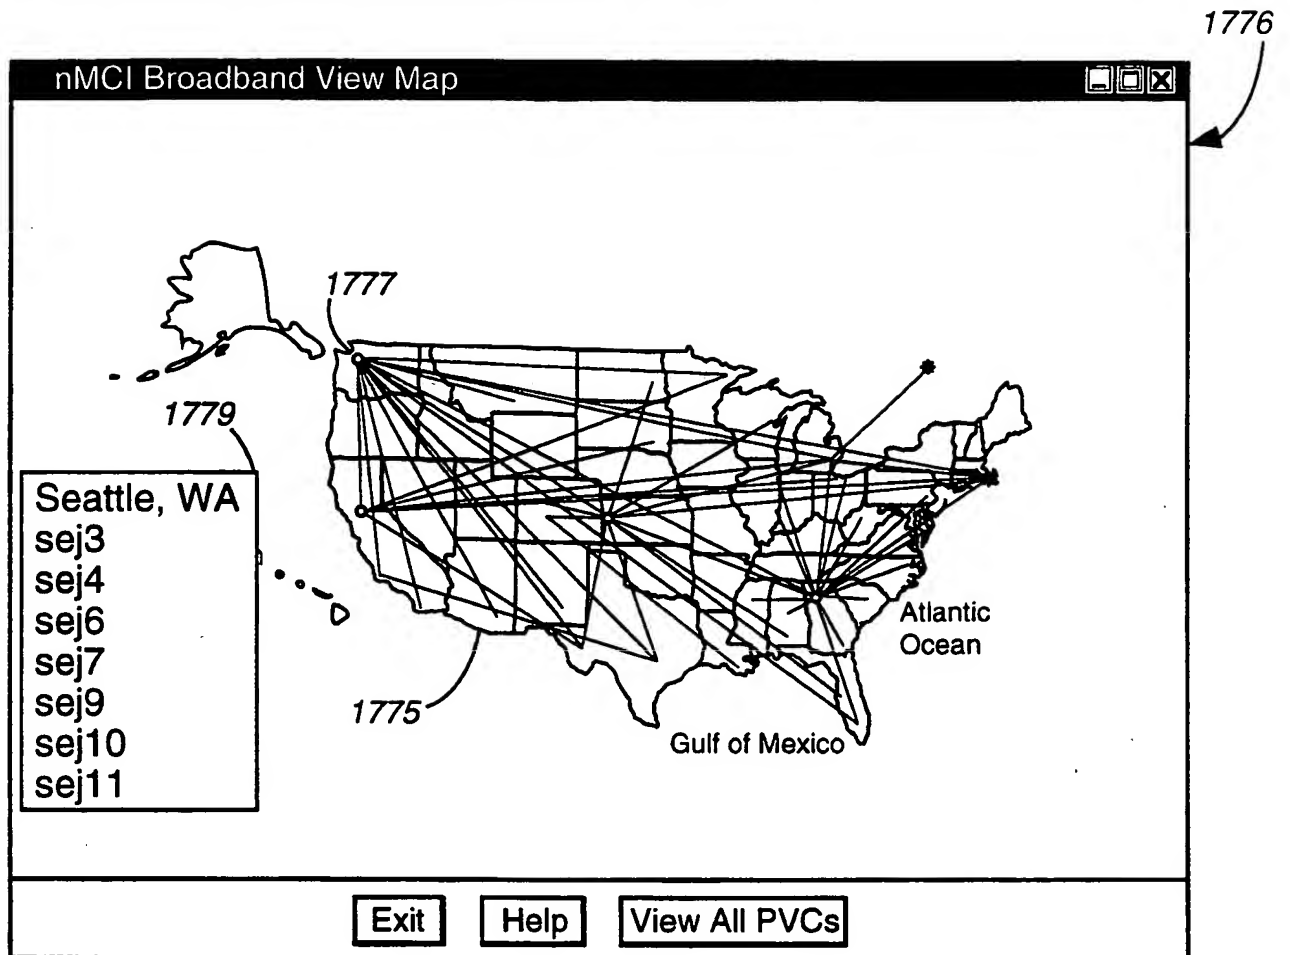 1776
nMCI Broadband View Map
1777
1779
Seattle, WA
sej3
sej4
sej6
sej7
sej9
sej10
sej11
Atlantic
Ocean
1775
Gulf of Mexico
Exit
Help
View All PVCs